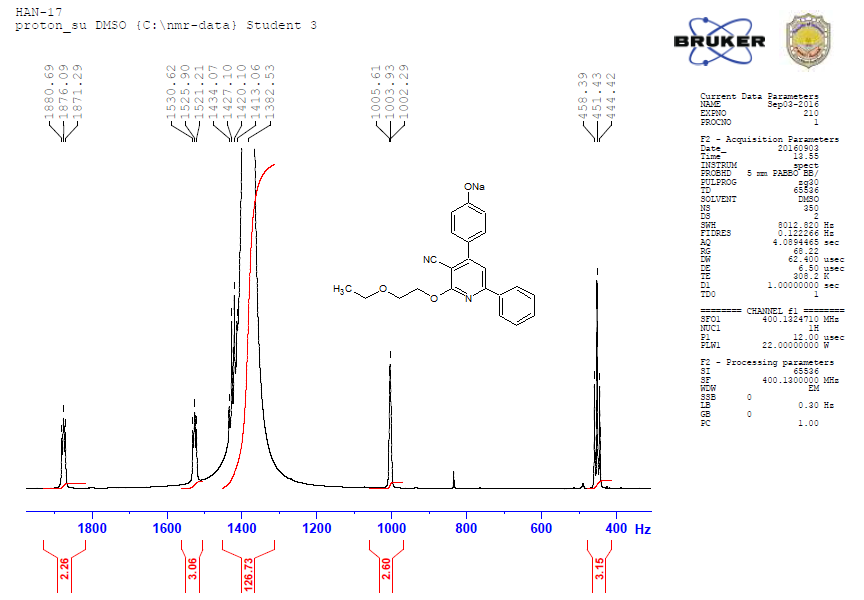 HAN-17
proton_su DMSO {C:\nmr-data} Student 3
BRUKER
1880.69
1876.09
1871.29
1530.62
1525.90
1521.21
1434.07
1427.10
1420.10
1413.06
1382.53
1005.61
1003.93
1002.29
458.39
451.43
444.42
Current Data Parameters
NAME Sep03-2016
EXPNO 210
PROCNO 1
F2 - Acquisition Parameters
Date_ 20160903
Time 13.55
INSTRUM spect
PROBHD 5 mm PABBO BB/
PULPROG zg30
TD 65536
SOLVENT DMSO
NS 350
DS 2
SWH 8012.820 Hz
FIDRES 0.122266 Hz
AQ 4.0894465 sec
RG 68.22
DW 62.400 usec
DE 6.50 usec
TE 308.2 K
D1 1.00000000 sec
TD0 1
======== CHANNEL f1 ========
SFO1 400.1324710 MHz
NUC1 1H
P1 12.00 usec
PLW1 22.00000000 W
F2 - Processing parameters
SI 65536
SF 400.1300000 MHz
WDW EM
SSB 0
LB 0.30 Hz
GB 0
PC 1.00
ONa
NC
H3C
O
O
N
1800 1600 1400 1200 1000 800 600 400 Hz
2.26
3.06
126.73
2.60
3.15